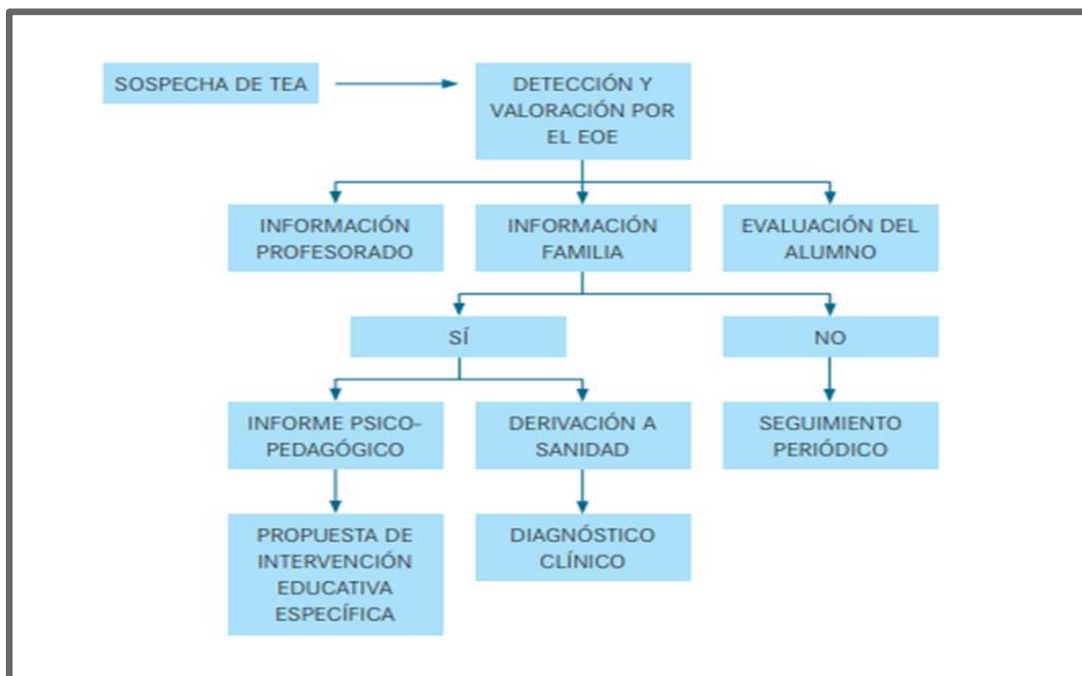 SOSPECHA DE TEA
DETECCIÓN Y
VALORACIÓN POR
EL EOE
INFORMACIÓN
PROFESORADO
INFORMACIÓN
FAMILIA
EVALUACIÓN DEL
ALUMNO
SÍ
NO
INFORME PSICO-
PEDAGÓGICO
DERIVACIÓN A
SANIDAD
SEGUIMIENTO
PERIÓDICO
PROPUESTA DE
INTERVENCIÓN
EDUCATIVA
ESPECÍFICA
DIAGNÓSTICO
CLÍNICO